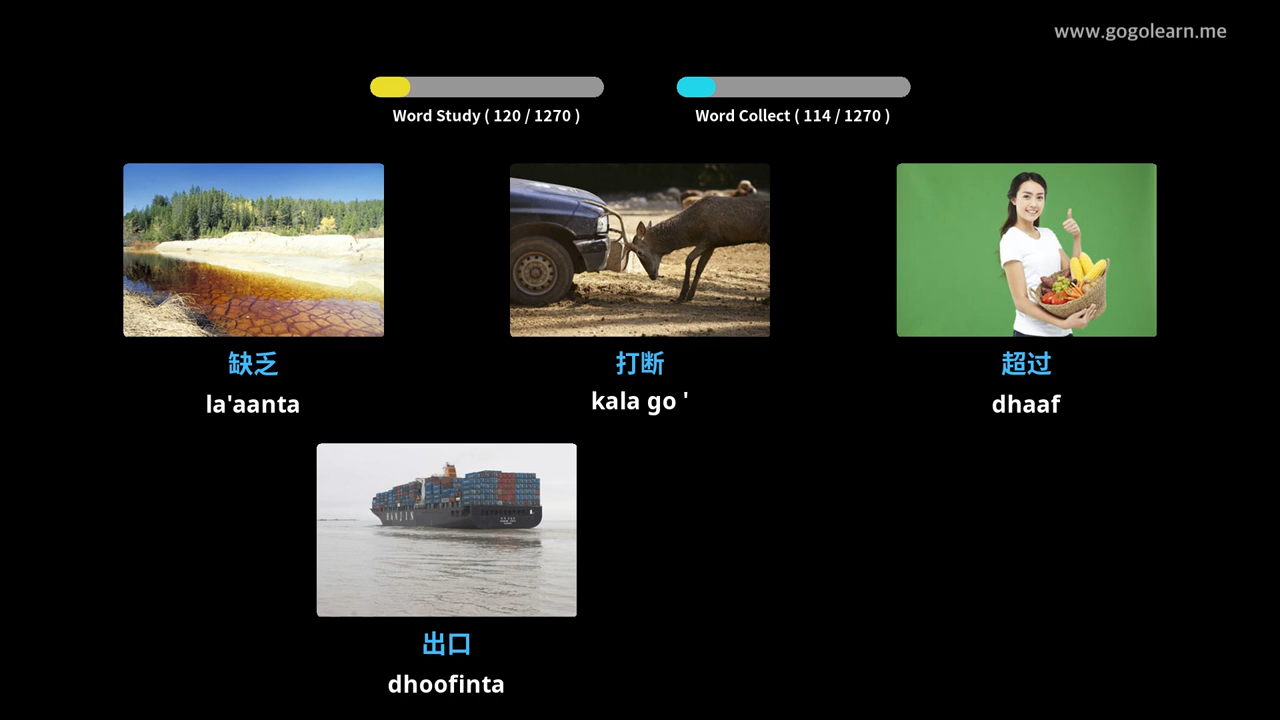 www.gogolearn.me
Word Study ( 120 / 1270 )
Word Collect ( 114 / 1270 )
缺乏
la'aanta
打断
kala go '
超过
dhaaf
HANJIN
出口
dhoofinta